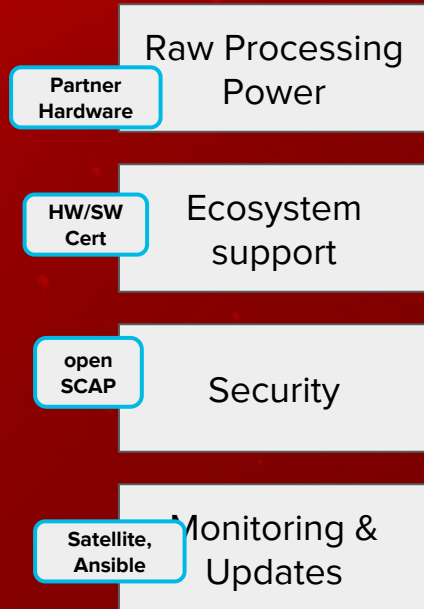 Raw Processing
Power
Partner
Hardware
Ecosystem
support
HW/SW
Cert
Security
open
SCAP
Monitoring &
Updates
Satellite,
Ansible